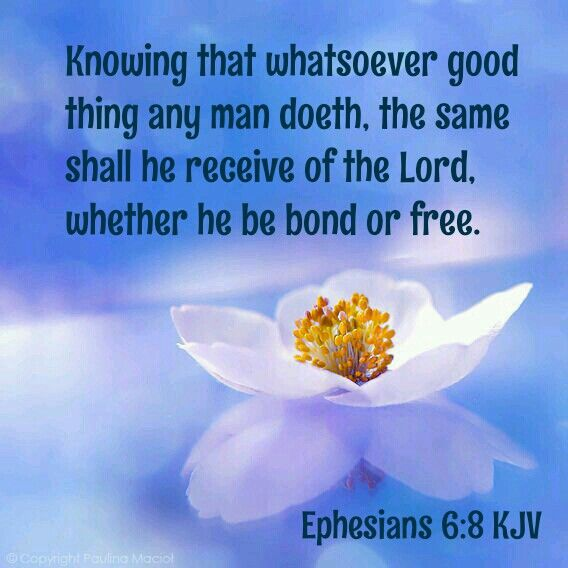 Knowing that whatsoever good
thing any man doeth, the same
shall he receive of the Lord,
whether he be bond or free.
Ephesians 6:8 KJV
© Copyright Paulina Maciol